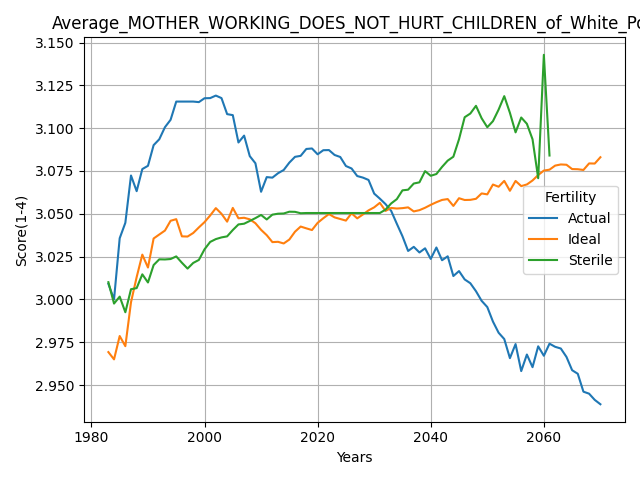 Average_MOTHER_WORKING_DOES_NOT_HURT_CHILDREN_of_White_Po
3.150
3.125
3.100
3.075
3.050
3.025
3.000
2.975
2.950
Score(1-4)
Fertility
Actual
Ideal
Sterile
1980 2000 2020 2040 2060
Years